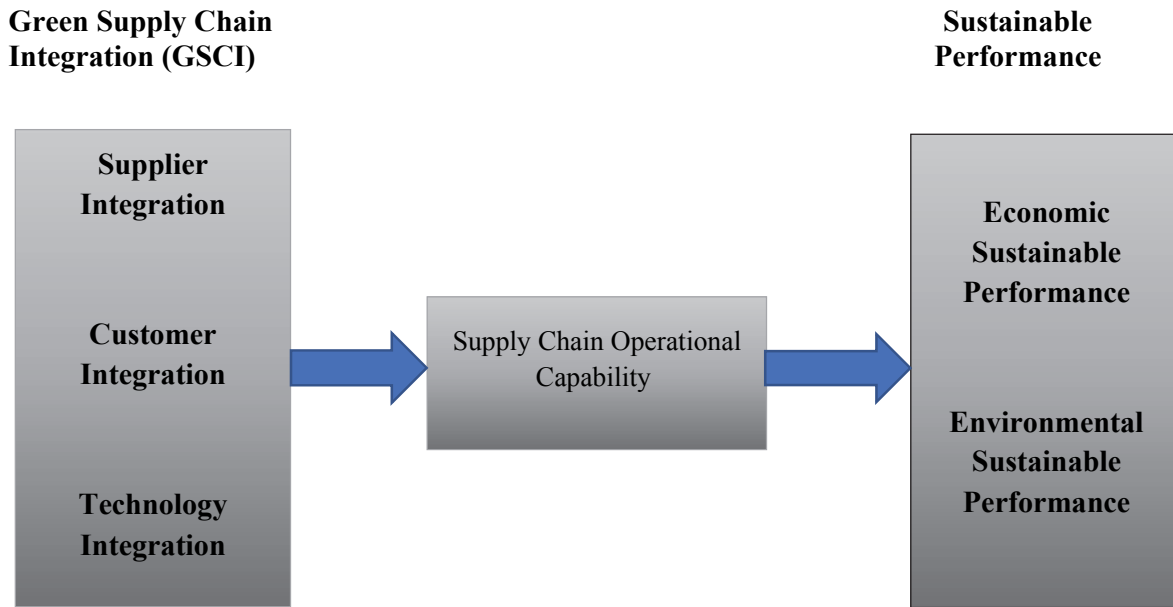 Green Supply Chain
Integration (GSCI)
Supplier
Integration
Customer
Integration
Technology
Integration
Supply Chain Operational
Capability
Sustainable
Performance
Economic
Sustainable
Performance
Environmental
Sustainable
Performance